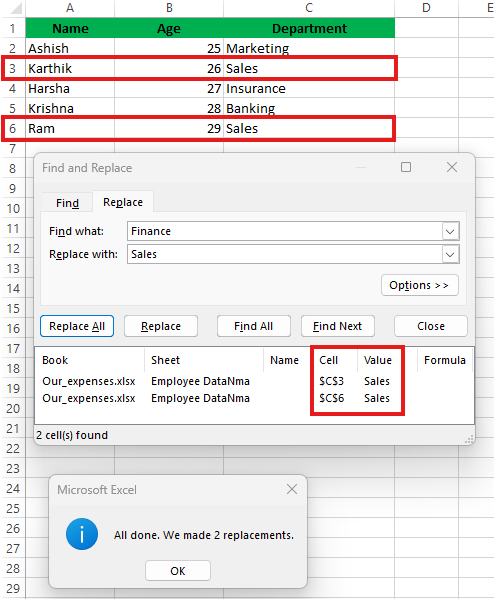 A B C D E
1 Name Age Department
2 Ashish 25 Marketing
3 Karthik 26 Sales
4 Harsha 27 Insurance
5 Krishna 28 Banking
6 Ram 29 Sales
7
8
9
10
11
12
13
14
15
16
17
18
19
20
21
22
23
24
25
26
27
28
29
Find and Replace
Find Replace
Find what: Finance
Replace with: Sales
Options >>
Replace All Replace Find All Find Next Close
Book Sheet Name Cell Value Formula
Our_expenses.xlsx Employee DataNma $C$3 Sales
Our_expenses.xlsx Employee DataNma $C$6 Sales
2 cell(s) found
Microsoft Excel
All done. We made 2 replacements.
OK